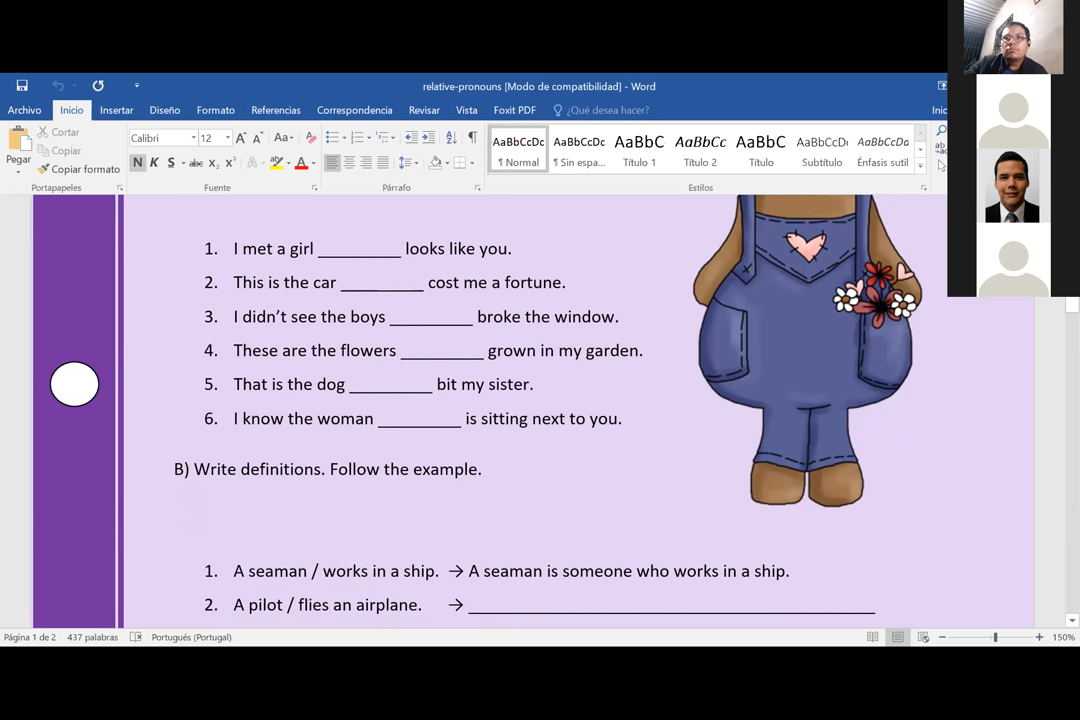 relative-pronouns [Modo de compatibilidad] - Word
Archivo Inicio Insertar Diseño Formato Referencias Correspondencia Revisar Vista Foxit PDF ¿Qué desea hacer? Inic
Pegar
Cortar
Copiar
Copiar formato
Calibri 12
N K S abc x₂ x² A
AaBbCcDc AaBbCcDc AaBbC AaBbCc AaBbC AaBbCcDc AaBbCcDa
¶ Normal ¶ Sin espa... Título 1 Título 2 Título Subtítulo Énfasis sutil
Portapapeles Fuente Párrafo Estilos
1. I met a girl _________ looks like you.
2. This is the car _________ cost me a fortune.
3. I didn't see the boys _________ broke the window.
4. These are the flowers _________ grown in my garden.
5. That is the dog _________ bit my sister.
6. I know the woman _________ is sitting next to you.
B) Write definitions. Follow the example.
1. A seaman / works in a ship. → A seaman is someone who works in a ship.
2. A pilot / flies an airplane. → ____________________________________________
Página 1 de 2 437 palabras Português (Portugal) 150%